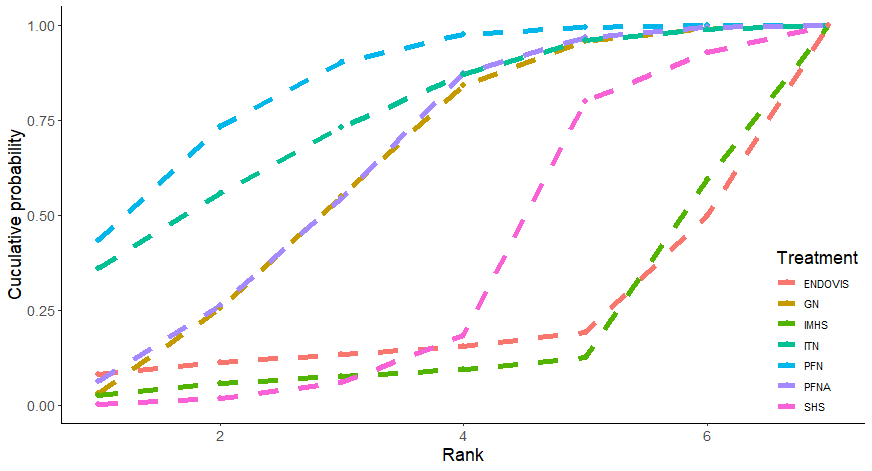 1.00
0.75
0.50
0.25
0.00
Cuculative probability
2
4
6
Rank
Treatment
ENDOVIS
GN
IMHS
ITN
PFN
PFNA
SHS